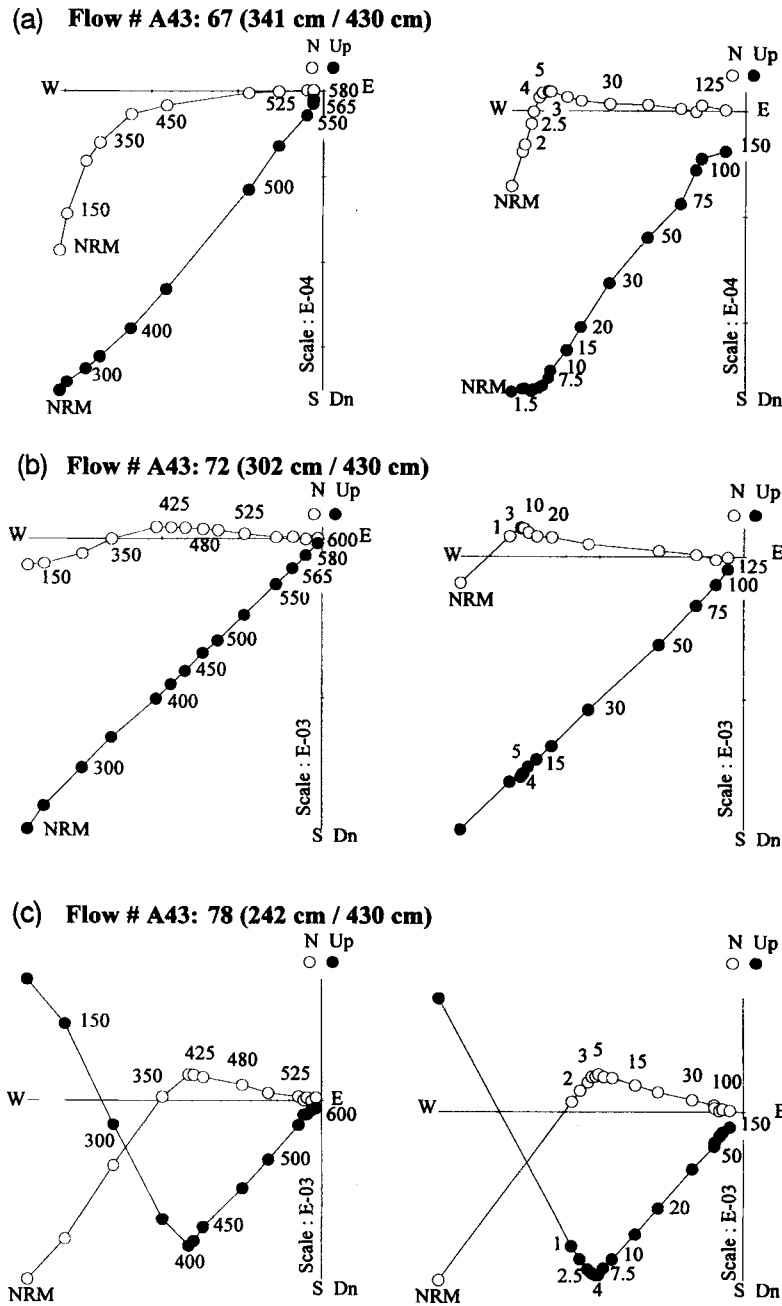 (a) Flow # A43: 67 (341 cm / 430 cm)
N Up
W E
580
525 565
450 550
350
500
150
NRM
400
300
NRM
Scale : E-04
S Dn
N Up
5 30 125
4
W 3 E
2.5
2 150
100
NRM 75
50
30
20
15
10
NRM 7.5
1.5
Scale : E-04
S Dn
(b) Flow # A43: 72 (302 cm / 430 cm)
N Up
425 525
W 600 E
350 480 580
150 565
550
500
450
400
300
NRM
Scale : E-03
S Dn
N Up
10
3 20
1
W E
125
NRM 100
75
50
30
5 15
4
Scale : E-03
S Dn
(c) Flow # A43: 78 (242 cm / 430 cm)
N Up
150
425
350 480 525
W E
600
300
500
450
400
NRM
Scale : E-03
S Dn
N Up
3 5
2 15
30 100
W E
150
50
20
1
10
2.5 7.5
4
NRM
Scale : E-03
S Dn